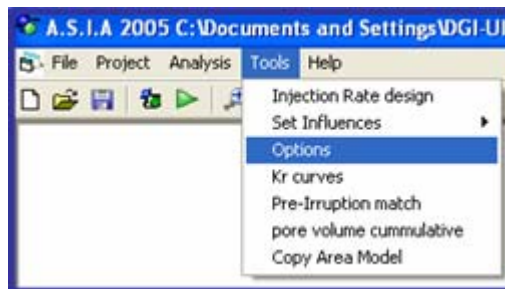 A.S.I.A 2005 C:\Documents and Settings\DGI-UI
File Project Analysis Tools Help
Injection Rate design
Set Influences
Options
Kr curves
Pre-Irruption match
pore volume cummulative
Copy Area Model